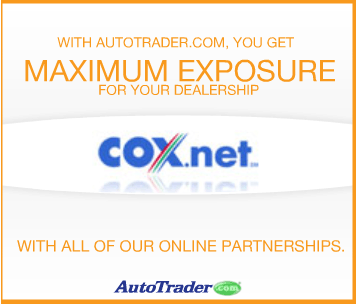 WITH AUTOTRADER.COM, YOU GET
MAXIMUM EXPOSURE
FOR YOUR DEALERSHIP
COX.net
WITH ALL OF OUR ONLINE PARTNERSHIPS.
AutoTrader.com